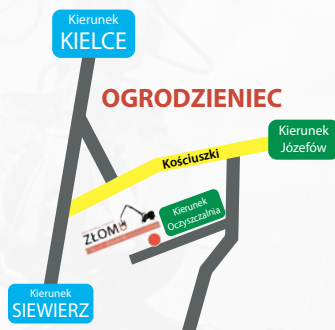 Kierunek
KIELCE
OGRODZIENIEC
Kierunek
Józefów
Kościuszki
Kierunek
Oczyszczalnia
ZŁOM
Kierunek
SIEWIERZ